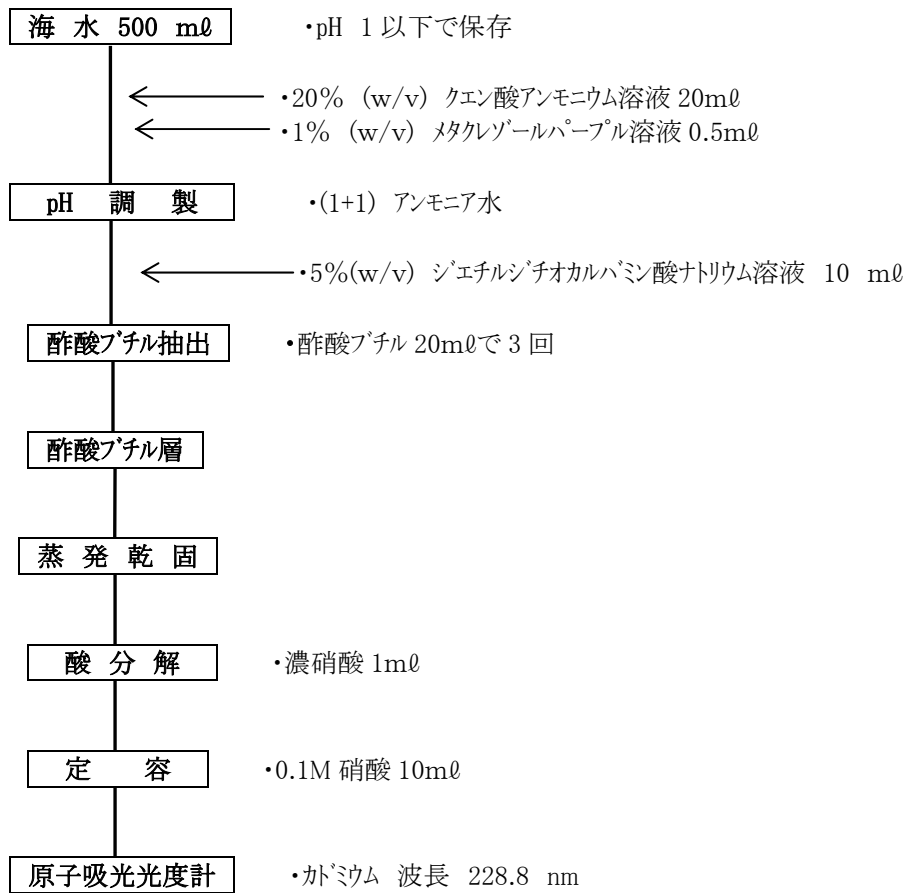 海 水 500 mℓ ・pH 1以下で保存
・20% (w/v) クエン酸アンモニウム溶液 20mℓ
・1% (w/v) メタクレゾールパープル溶液 0.5mℓ
pH 調 製 ・(1+1) アンモニア水
・5%(w/v) ジエチルジチオカルバミン酸ナトリウム溶液 10 mℓ
酢酸ブチル抽出 ・酢酸ブチル 20mℓで 3 回
酢酸ブチル層
蒸 発 乾 固
酸 分 解 ・濃硝酸 1mℓ
定 容 ・0.1M 硝酸 10mℓ
原子吸光光度計 ・カドミウム 波長 228.8 nm